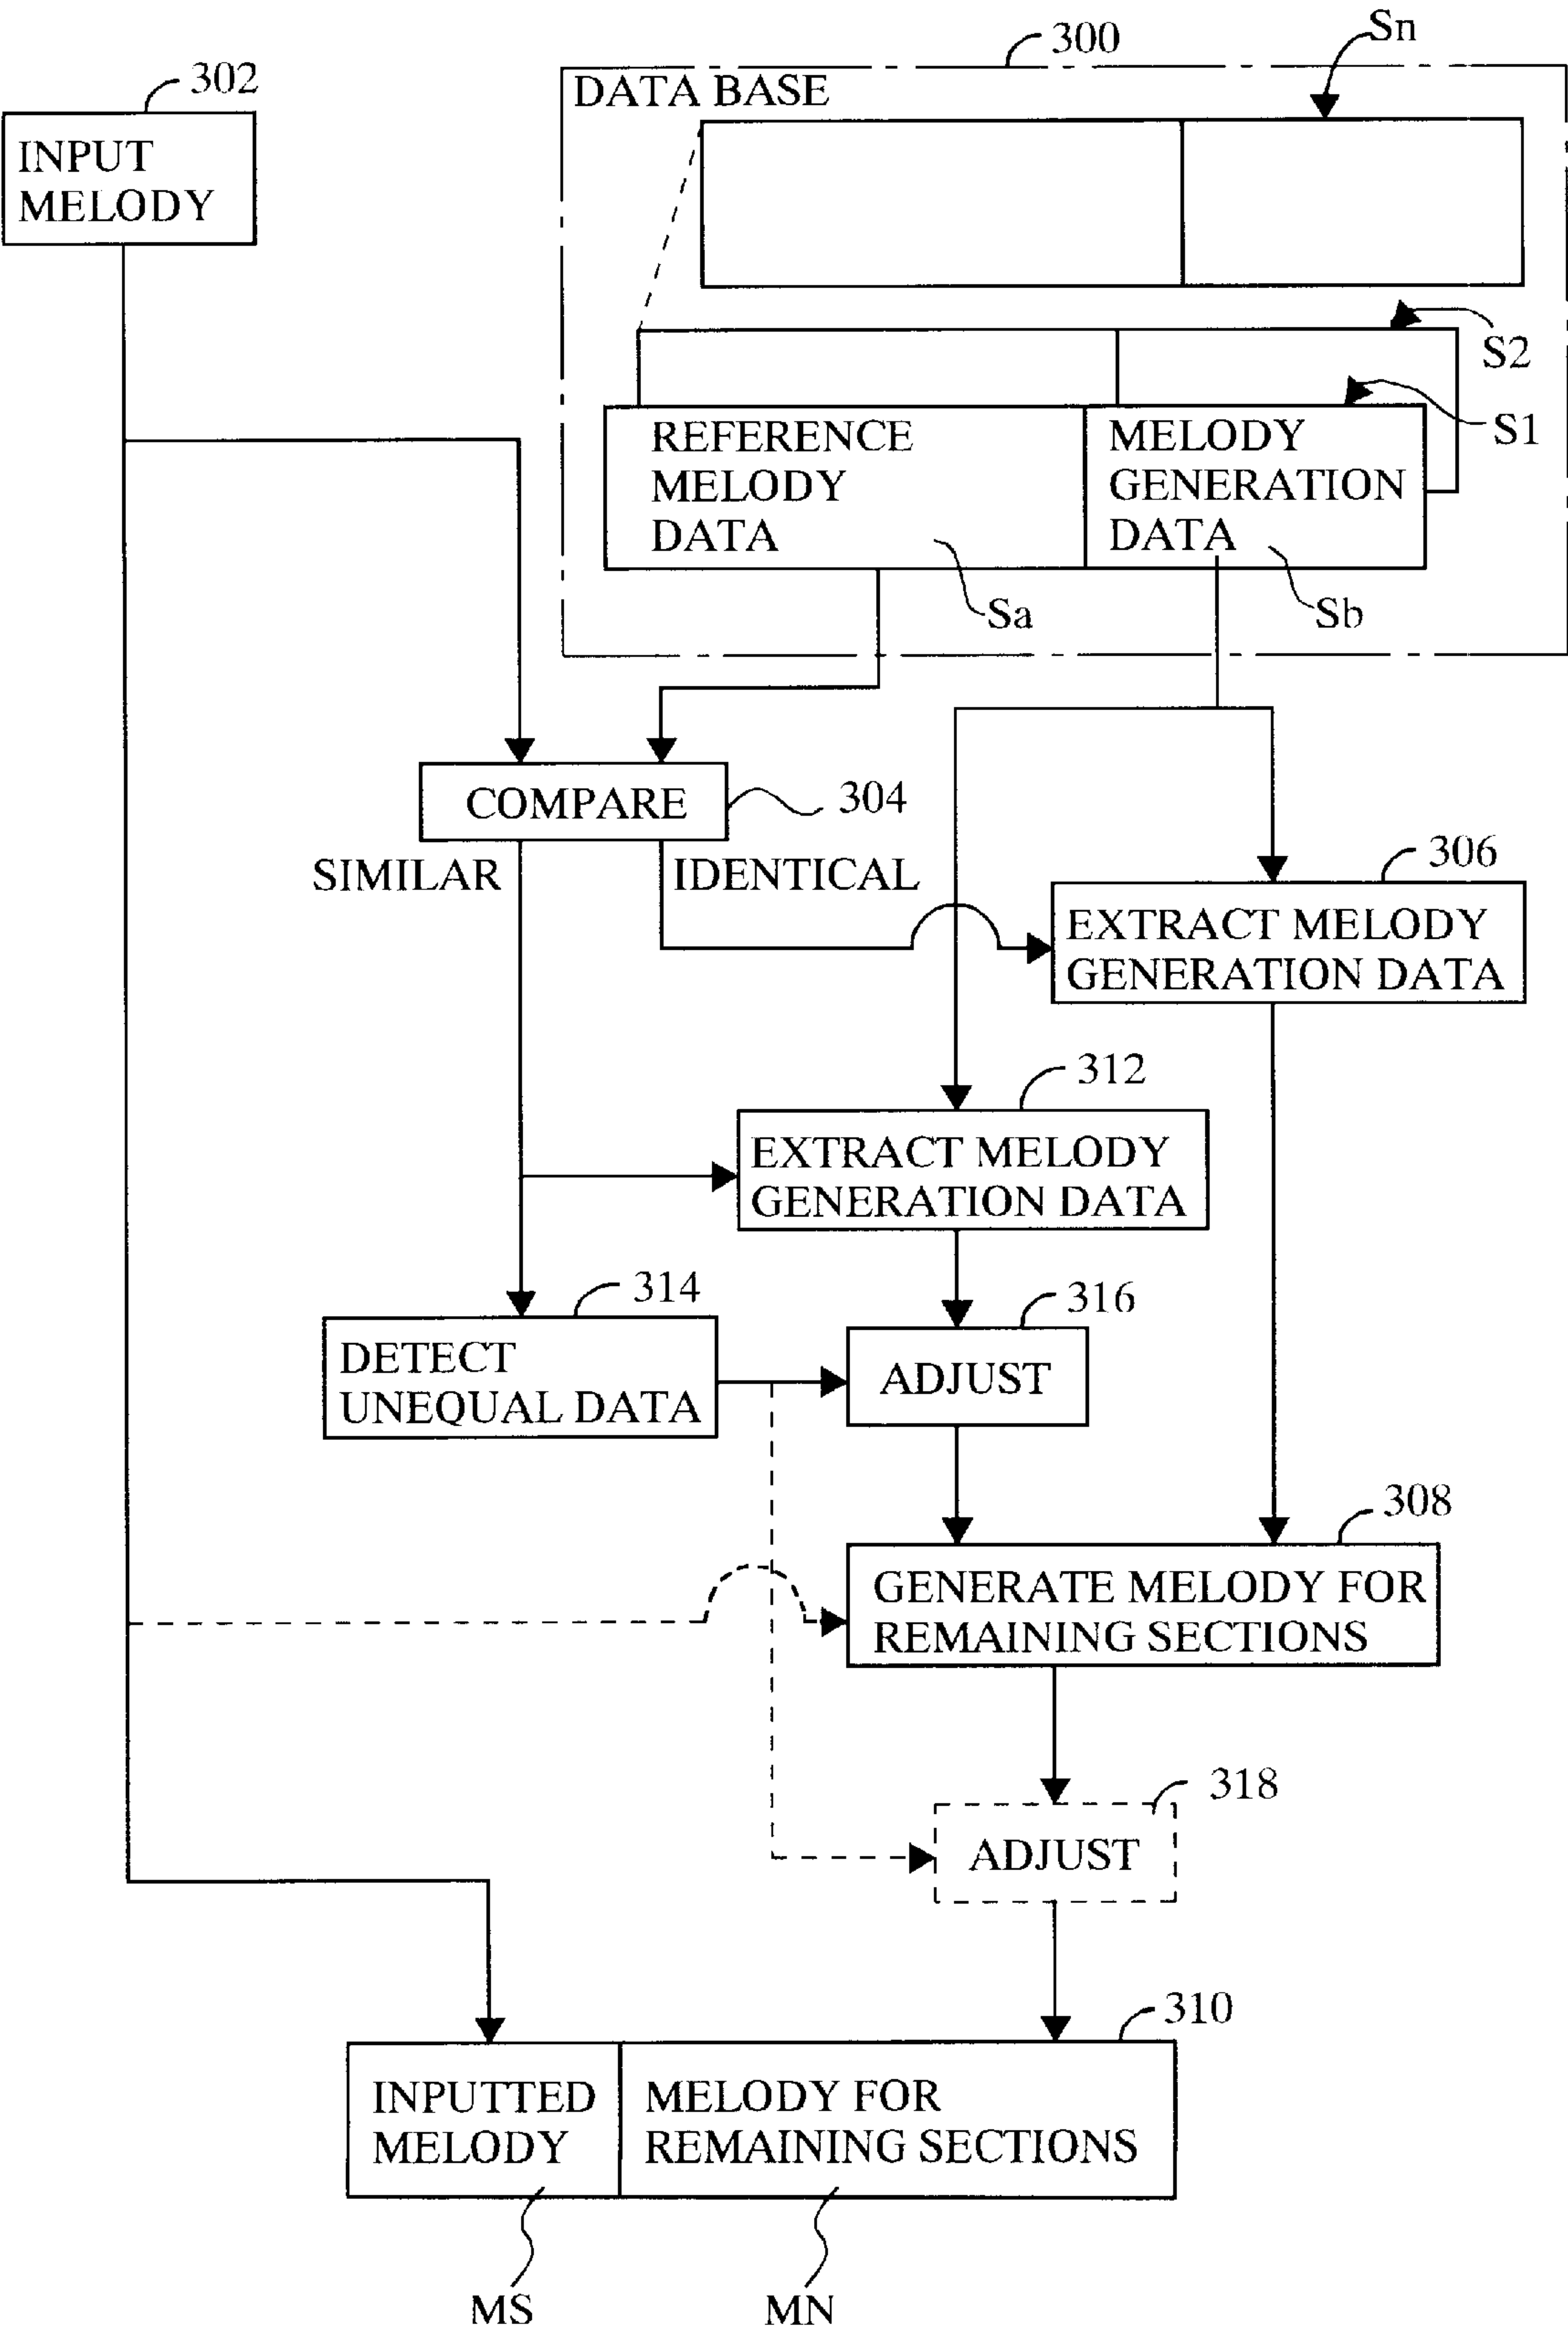 300
Sn
302
DATA BASE
INPUT
MELODY
S2
S1
REFERENCE
MELODY
DATA
MELODY
GENERATION
DATA
Sa
Sb
COMPARE
304
SIMILAR
IDENTICAL
306
EXTRACT MELODY
GENERATION DATA
312
EXTRACT MELODY
GENERATION DATA
314
316
DETECT
UNEQUAL DATA
ADJUST
308
GENERATE MELODY FOR
REMAINING SECTIONS
318
ADJUST
310
INPUTTED
MELODY
MELODY FOR
REMAINING SECTIONS
MS
MN